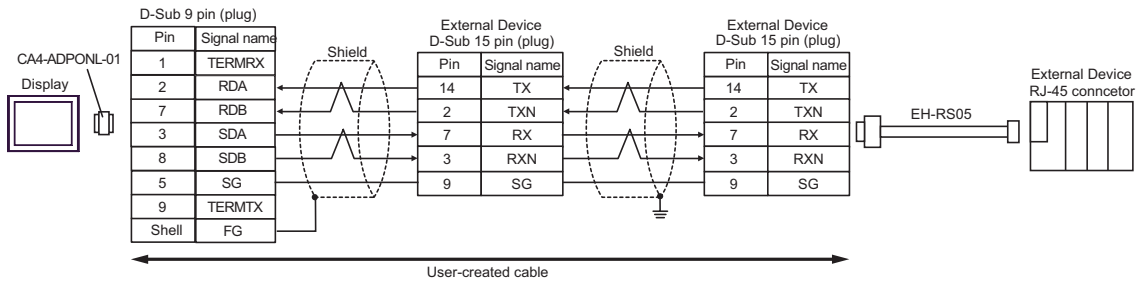 D-Sub 9 pin (plug)
Pin Signal name
1 TERMRX
2 RDA
7 RDB
3 SDA
8 SDB
5 SG
9 TERMTX
Shell FG
CA4-ADPONL-01
Display
Shield
External Device
D-Sub 15 pin (plug)
Pin Signal name
14 TX
2 TXN
7 RX
3 RXN
9 SG
Shield
External Device
D-Sub 15 pin (plug)
Pin Signal name
14 TX
2 TXN
7 RX
3 RXN
9 SG
EH-RS05
External Device
RJ-45 conncetor
User-created cable